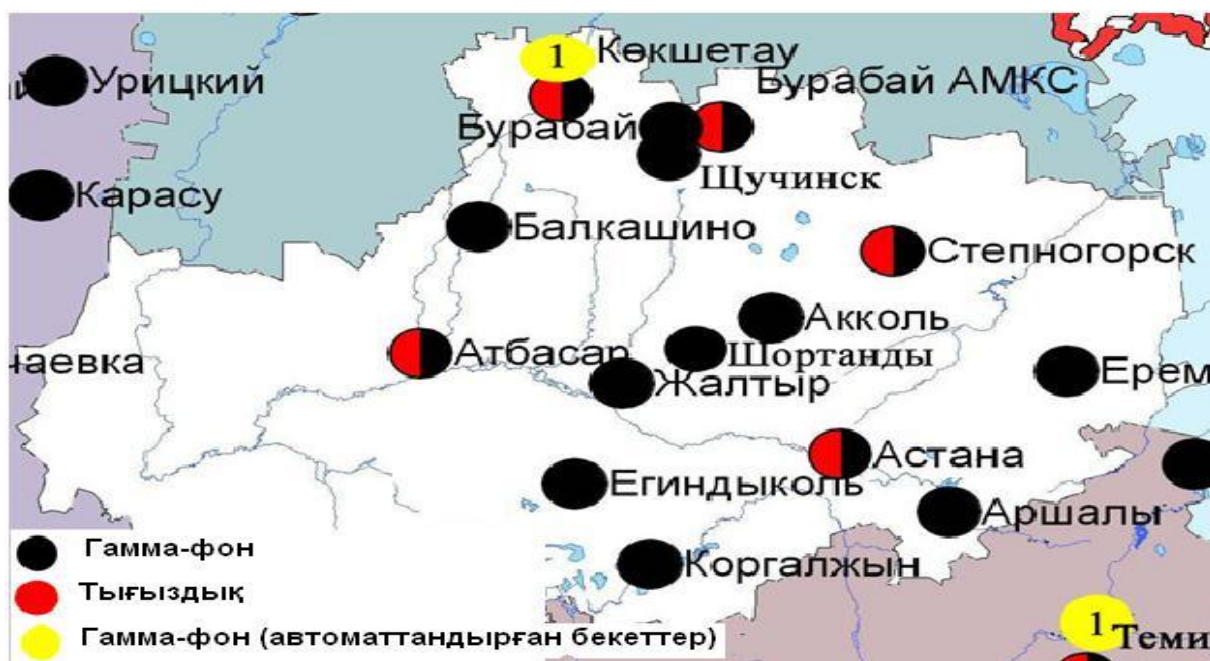 1 Көкшетау
Урицкий
Бурабай АМКС
Бурабай
Щучинск
Карасу
Балкашино
Степногорск
Акколь
Шортанды
Атбасар
Жалтыр
чаевка
Ерем
Астана
Егиндыколь
Аршалы
Коргалжын
Гамма-фон
Тығыздық
Гамма-фон (автоматтандырған бекеттер)
1 Теми